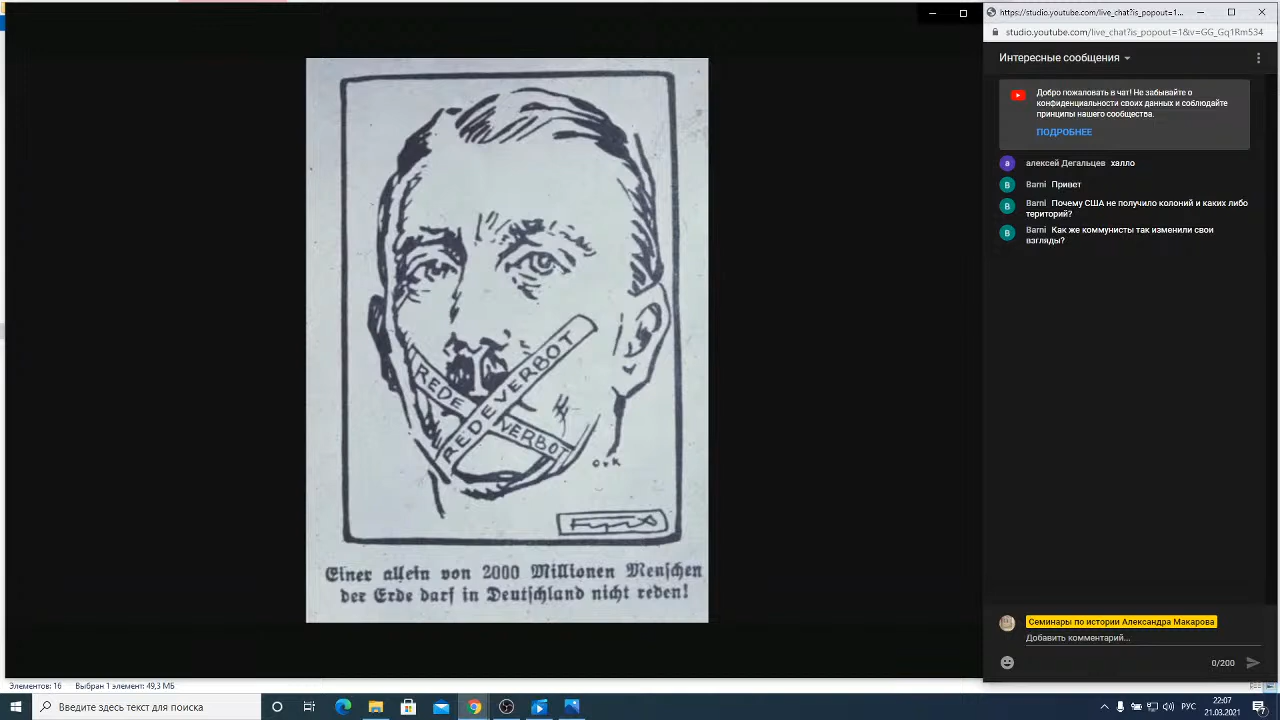 REDE VERBOT
REDEVERBOT
Einer allein von 2000 Millionen Menschen
der Erde darf in Deutschland nicht reden!
https://studio.youtube.com/live_chat?is_popout=1...
studio.youtube.com/live_chat?is_popout=1&v=GG_Gq1Rm534
Интересные сообщения
Добро пожаловать в чат! Не забывайте о
конфиденциальности своих данных и соблюдайте
принципы нашего сообщества.
ПОДРОБНЕЕ
а алексей Дегальцев халло
B Barni Привет
B Barni Почему США не получило колоний и каких либо
територий?
B Barni Как же коммунисты так изменили свои
взгляды?
Семинары по истории Александра Макарова
Добавить комментарий...
0/200
Элементов: 16 Выбран 1 элемент: 49,3 МБ
Введите здесь текст для поиска
РУС
22:07
21.03.2021